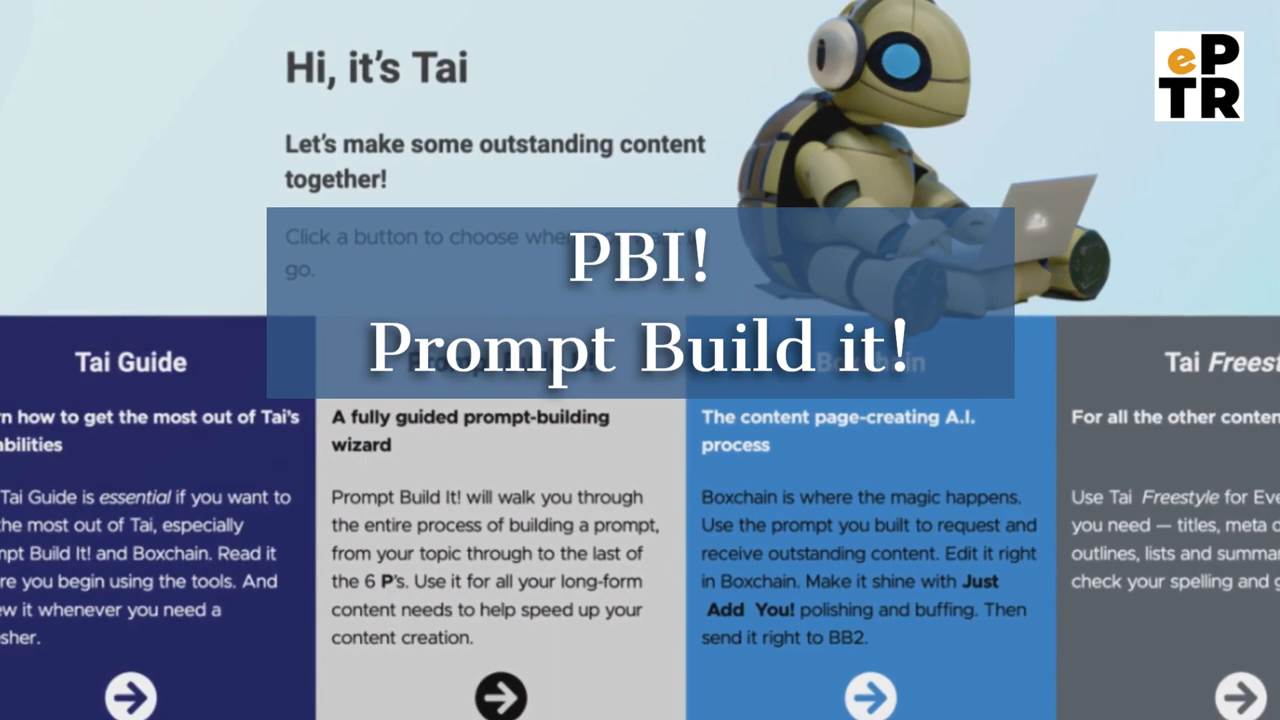 Hi, it's Tai
ePTR
Let's make some outstanding content
together!
Click a button to choose
go.
PBI!
Prompt Build it!
Tai Guide
Tai Freest
n how to get the most out of Tai's
bilities
Tai Guide is essential if you want to
he most out of Tai, especially
npt Build It! and Boxchain. Read it
re you begin using the tools. And
ew it whenever you need a
sher.
A fully guided prompt-building
wizard
Prompt Build It! will walk you through
the entire process of building a prompt,
from your topic through to the last of
the 6 P's. Use it for all your long-form
content needs to help speed up your
content creation.
The content page-creating A.I.
process
Boxchain is where the magic happens.
Use the prompt you built to request and
receive outstanding content. Edit it right
in Boxchain. Make it shine with Just
Add You! polishing and buffing. Then
send it right to BB2.
For all the other conten
Use Tai Freestyle for Eve
you need — titles, meta d
outlines, lists and summar
check your spelling and g